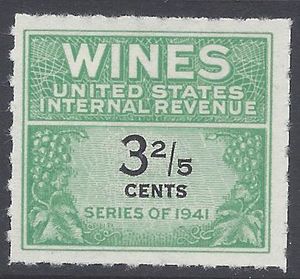 WINES
UNITED STATES
INTERNAL REVENUE
3 2/5
CENTS
SERIES OF 1941